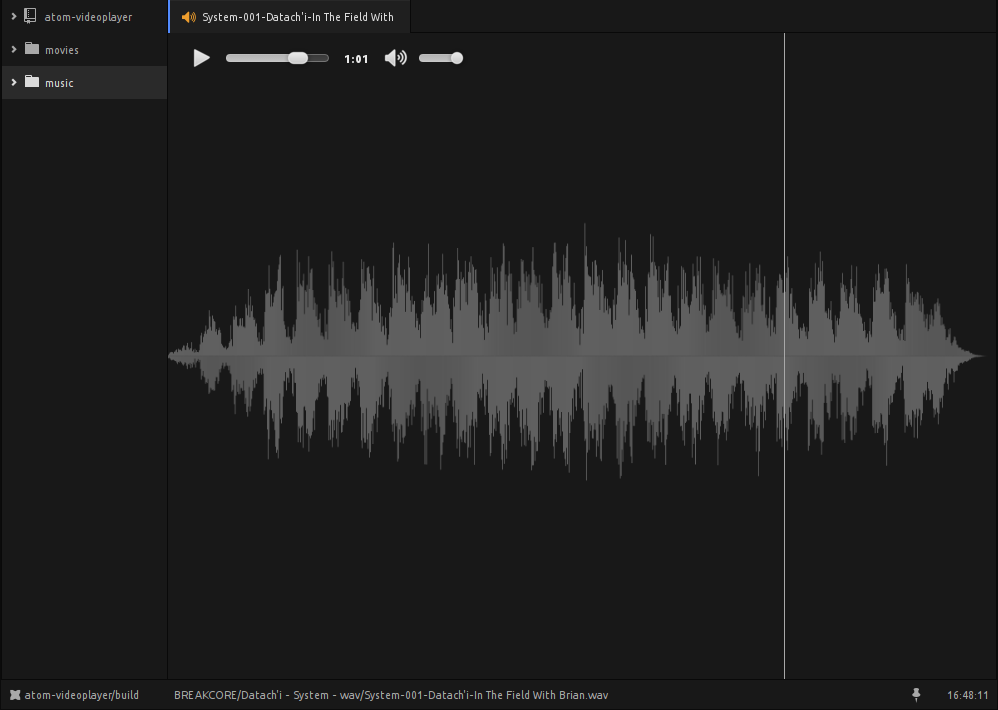 atom-videoplayer
movies
music
System-001-Datach'i-In The Field With
1:01
atom-videoplayer/build
BREAKCORE/Datach'i - System - wav/System-001-Datach'i-In The Field With Brian.wav
16:48:11